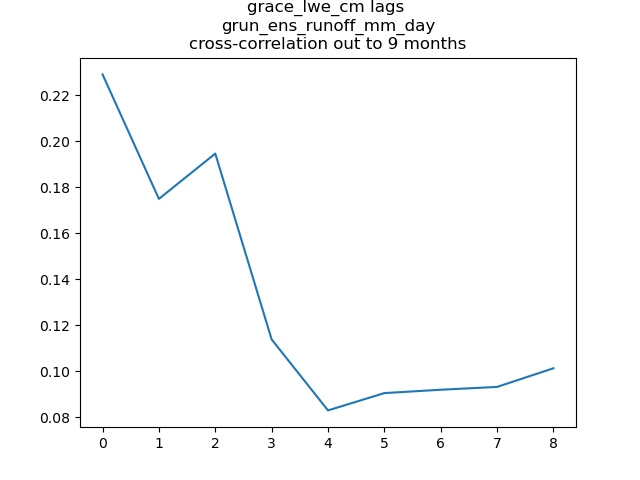 grace_lwe_cm lags
grun_ens_runoff_mm_day
cross-correlation out to 9 months
0.22
0.20
0.18
0.16
0.14
0.12
0.10
0.08
0 1 2 3 4 5 6 7 8